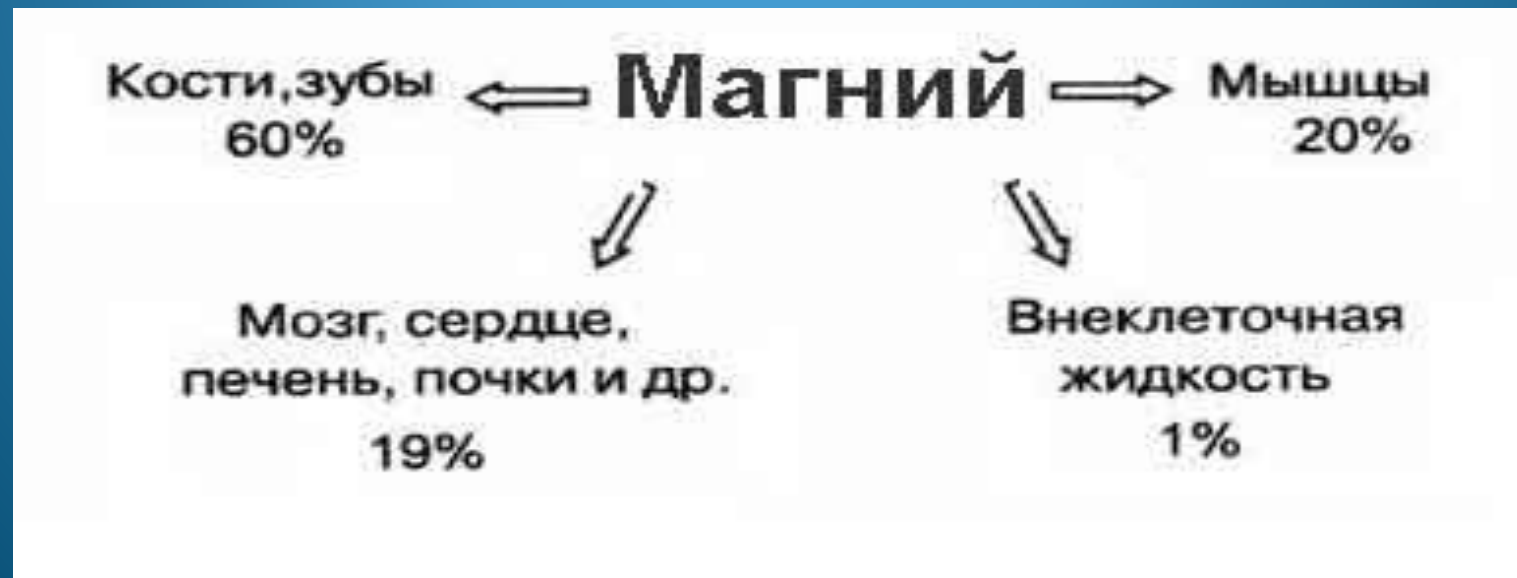 Магний
Кости,зубы
60%
Мышцы
20%
Мозг, сердце,
печень, почки и др.
19%
Внеклеточная
жидкость
1%